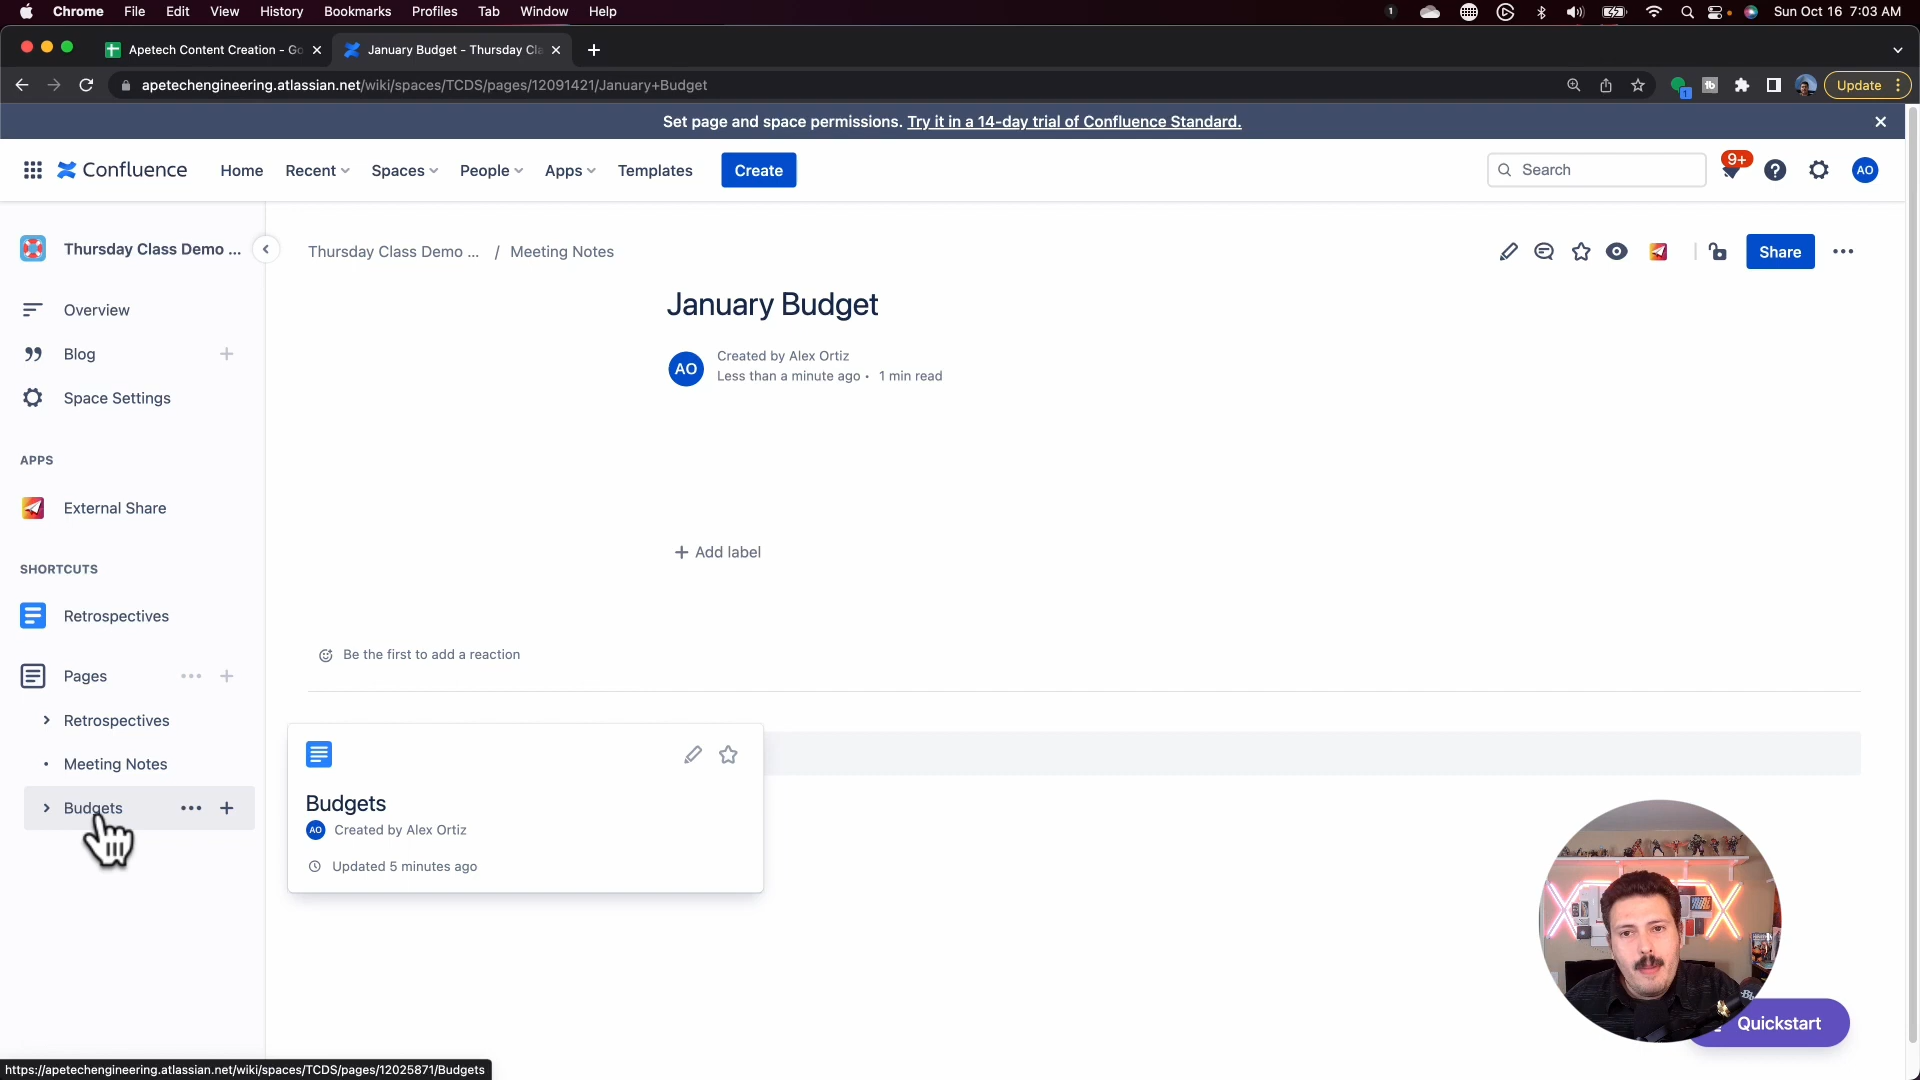 Chrome File Edit View History Bookmarks Profiles Tab Window Help 1 Sun Oct 16 7:03 AM
Apetech Content Creation - Go January Budget - Thursday Cla
apetechengineering.atlassian.net/wiki/spaces/TCDS/pages/12091421/January+Budget 1 tb Update
Set page and space permissions. Try it in a 14-day trial of Confluence Standard.
Confluence Home Recent Spaces People Apps Templates Create Search 9+ AO
Thursday Class Demo ... Thursday Class Demo ... / Meeting Notes Share
January Budget
Overview
AO Created by Alex Ortiz
Less than a minute ago • 1 min read
Blog
Space Settings
APPS
External Share
Add label
SHORTCUTS
Retrospectives
Be the first to add a reaction
Pages
Retrospectives
Meeting Notes
Budgets
Budgets
AO Created by Alex Ortiz
Updated 5 minutes ago
Quickstart
https://apetechengineering.atlassian.net/wiki/spaces/TCDS/pages/12025871/Budgets